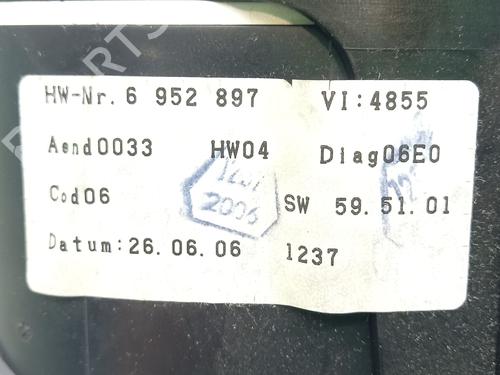 HW-Nr. 6 952 897 VI:4855
Aend0033 HW04 Diag06E0
Cod06 SW 59.51.01
2006
Datum:26.06.06 1237